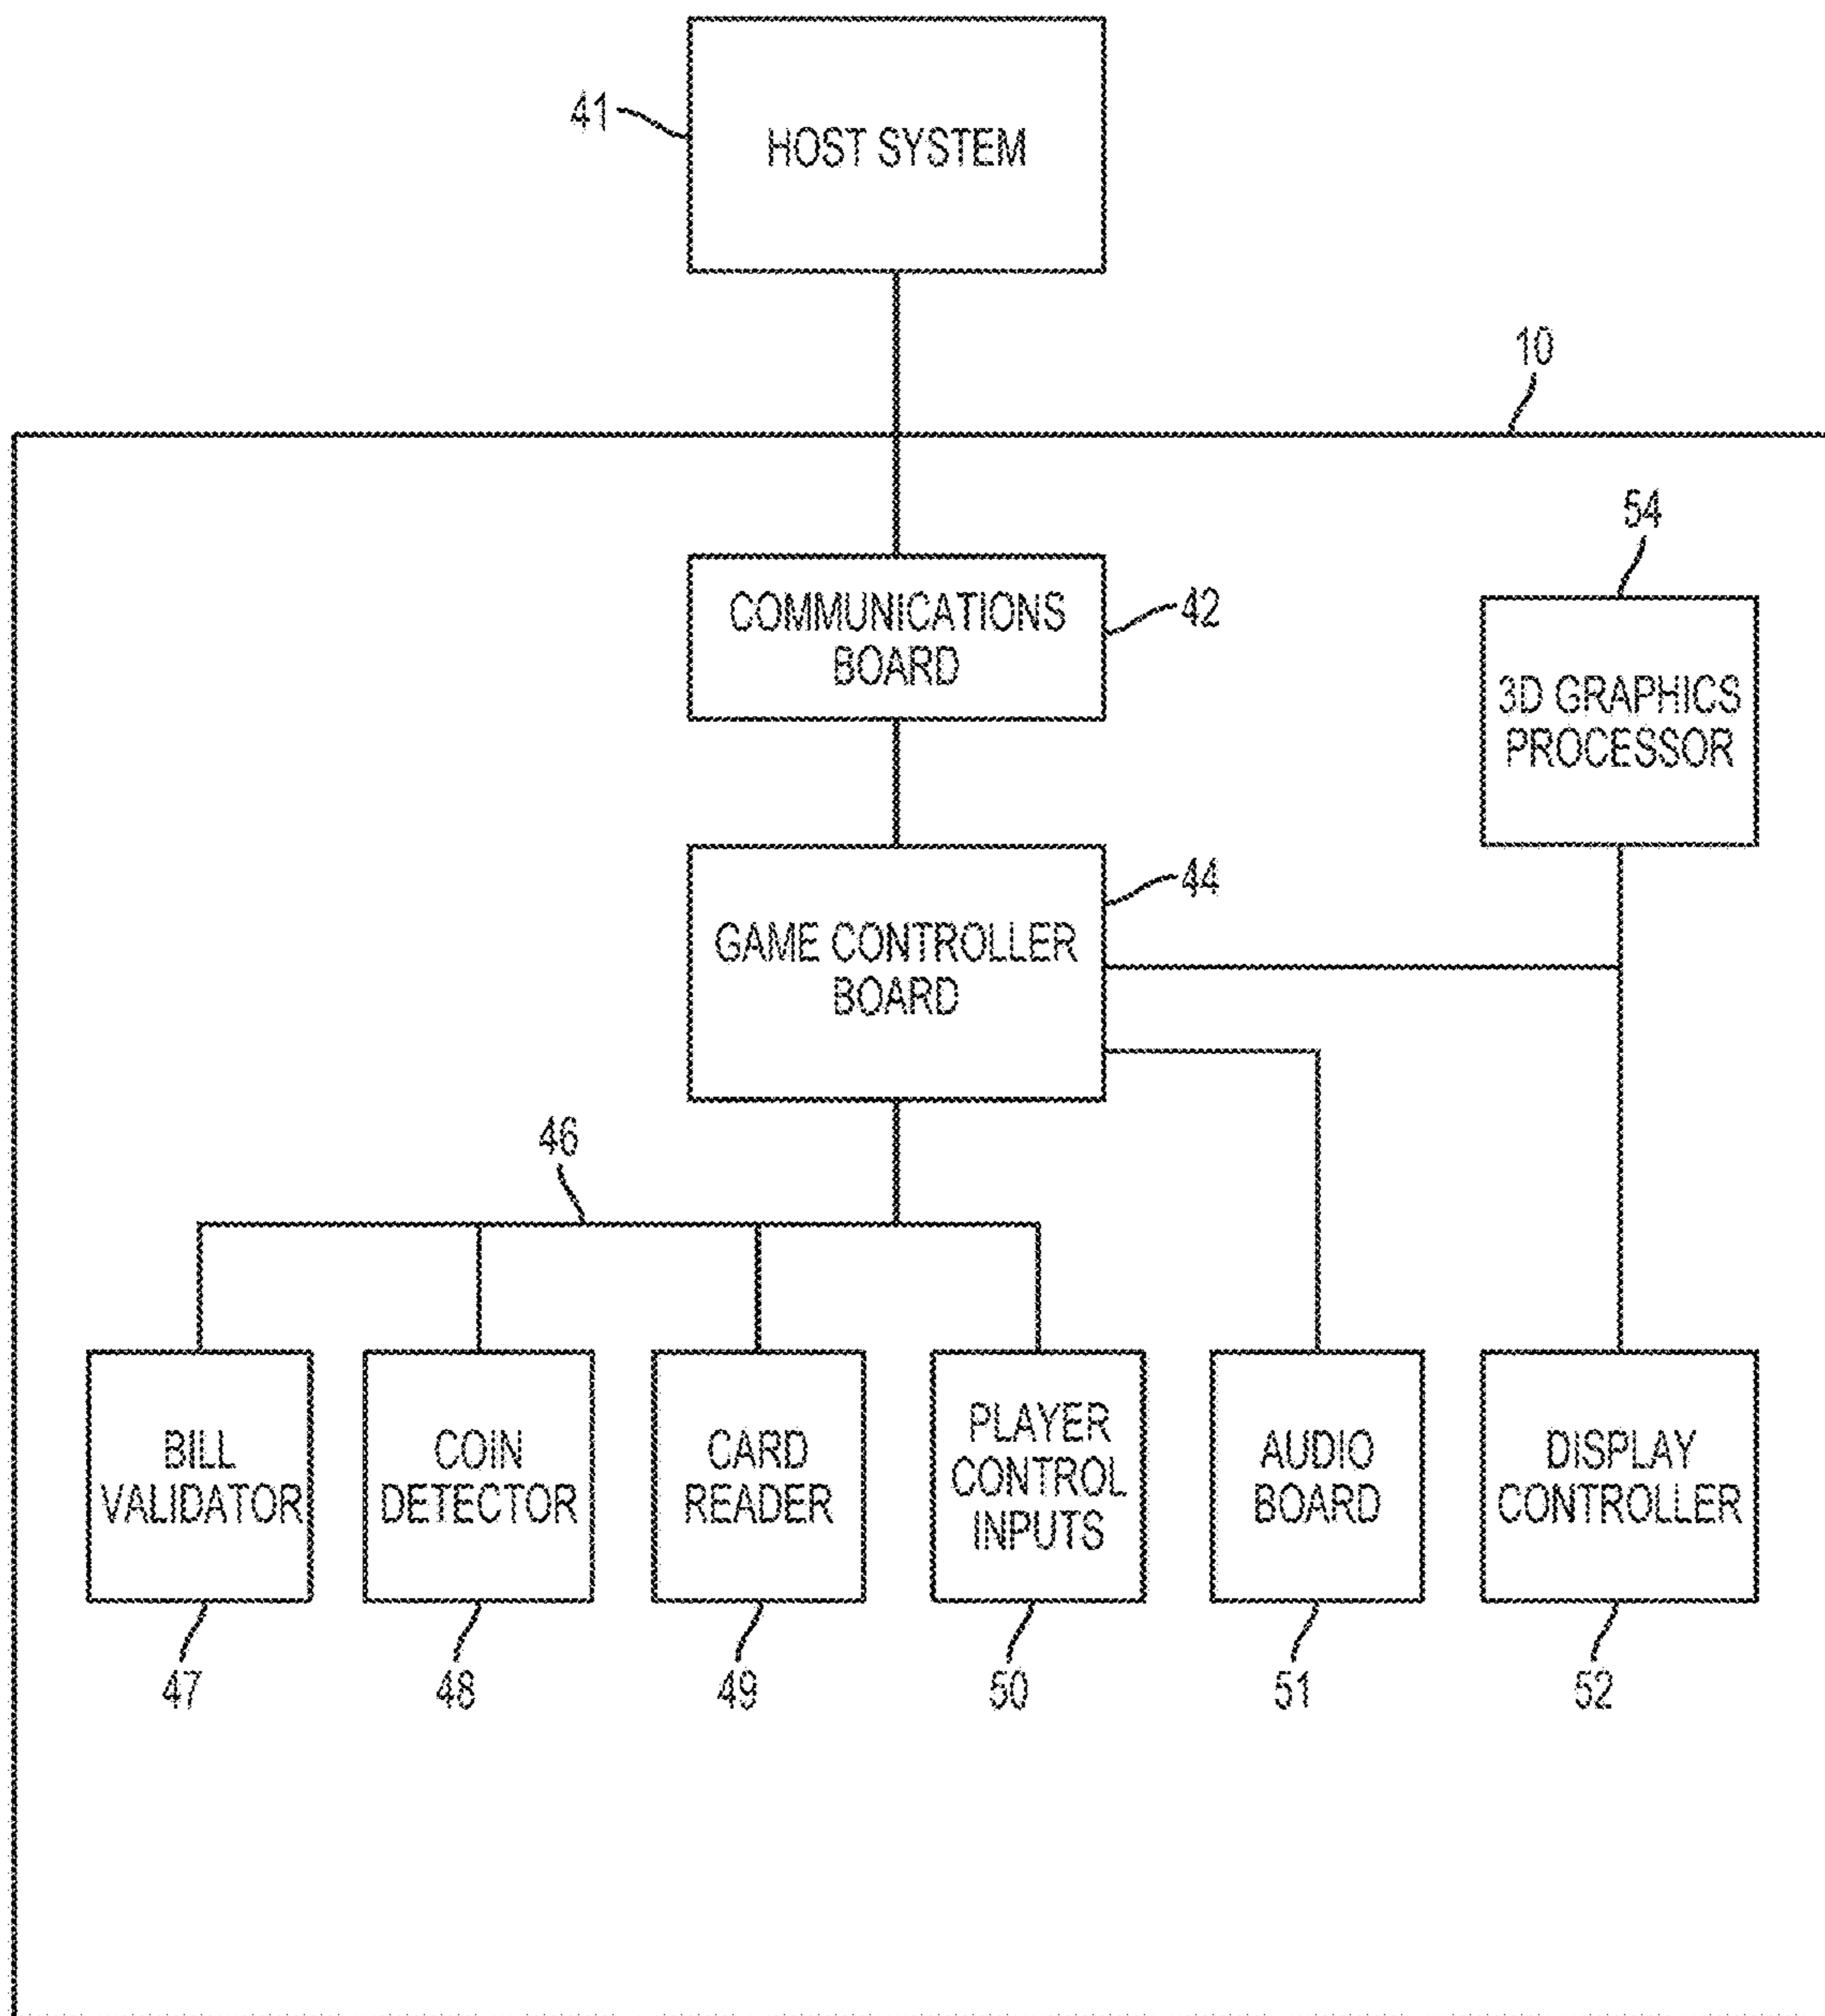 41
HOST SYSTEM
10
54
COMMUNICATIONS
BOARD
42
3D GRAPHICS
PROCESSOR
44
GAME CONTROLLER
BOARD
46
BILL
VALIDATOR
COIN
DETECTOR
CARD
READER
PLAYER
CONTROL
INPUTS
AUDIO
BOARD
DISPLAY
CONTROLLER
47
48
49
50
51
52